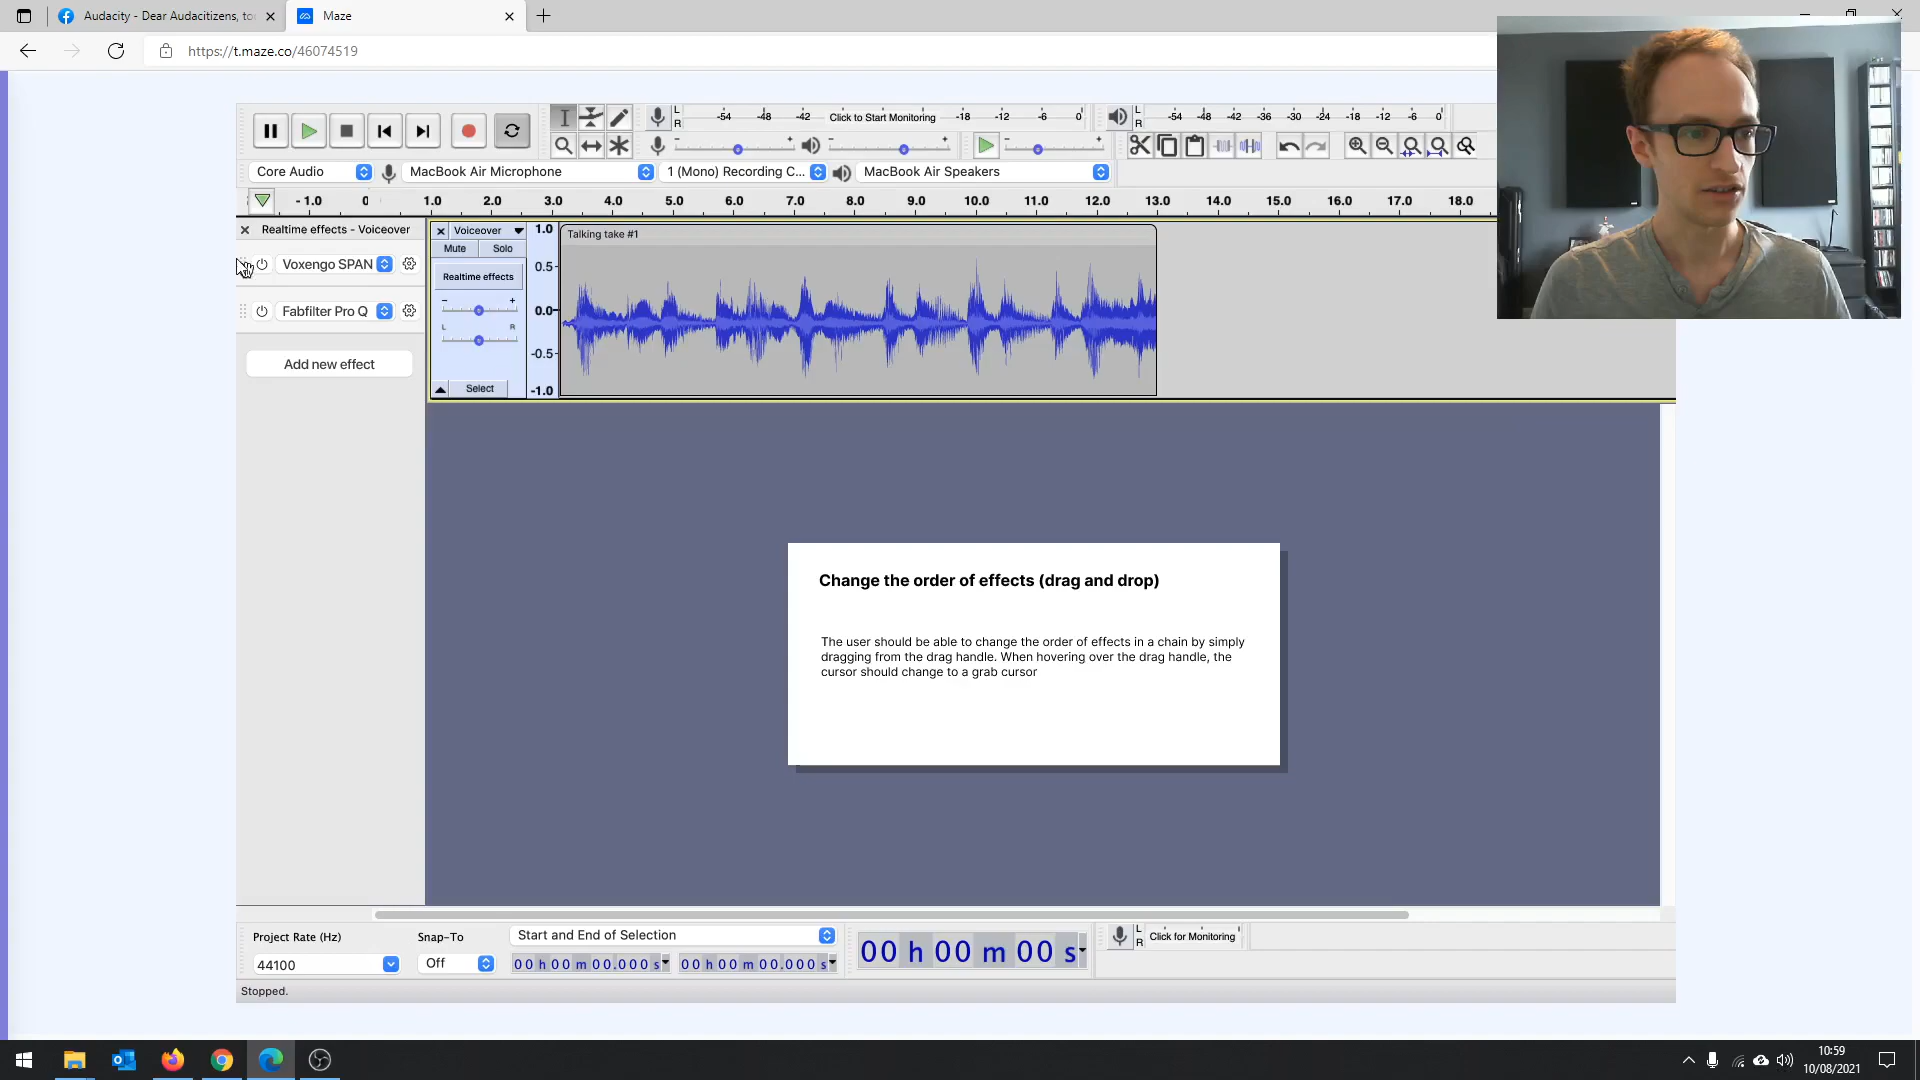 Audacity - Dear Audacitizens, to
Maze
https://t.maze.co/46074519
L
R
-54 -48 -42 Click to Start Monitoring -18 -12 -6 0
L
R
-54 -48 -42 -36 -30 -24 -18 -12 -6 0
Core Audio
MacBook Air Microphone
1 (Mono) Recording C...
MacBook Air Speakers
- 1.0 0 1.0 2.0 3.0 4.0 5.0 6.0 7.0 8.0 9.0 10.0 11.0 12.0 13.0 14.0 15.0 16.0 17.0 18.0
Realtime effects - Voiceover
Voxengo SPAN
Fabfilter Pro Q
Add new effect
Voiceover
Mute Solo
Realtime effects
- +
L R
Select
1.0
0.5
0.0
-0.5
-1.0
Talking take #1
Change the order of effects (drag and drop)
The user should be able to change the order of effects in a chain by simply
dragging from the drag handle. When hovering over the drag handle, the
cursor should change to a grab cursor
Project Rate (Hz)
44100
Snap-To
Off
Start and End of Selection
00 h 00 m 00.000 s
00 h 00 m 00.000 s
00 h 00 m 00 s
L
R
Click for Monitoring
Stopped.
10:59
10/08/2021